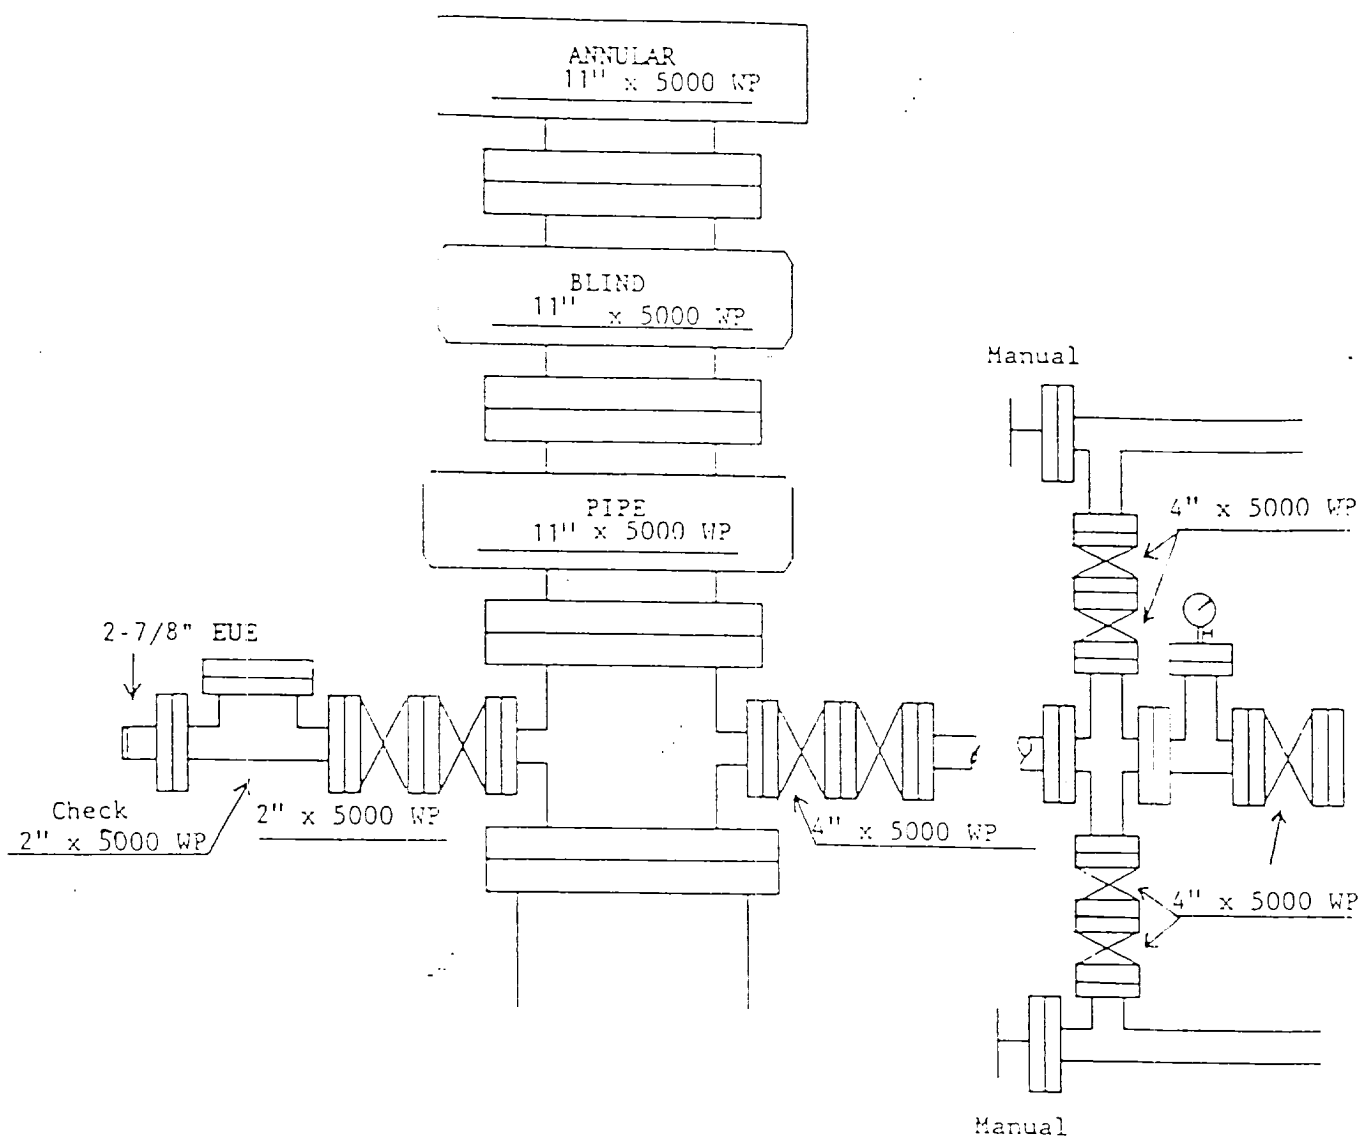 ANNULAR
11" x 5000 WP
BLIND
11" x 5000 WP
Manual
PIPE
11" x 5000 WP
4" x 5000 WP
2-7/8" EUE
Check
2" x 5000 WP
2" x 5000 WP
4" x 5000 WP
4" x 5000 WP
Manual